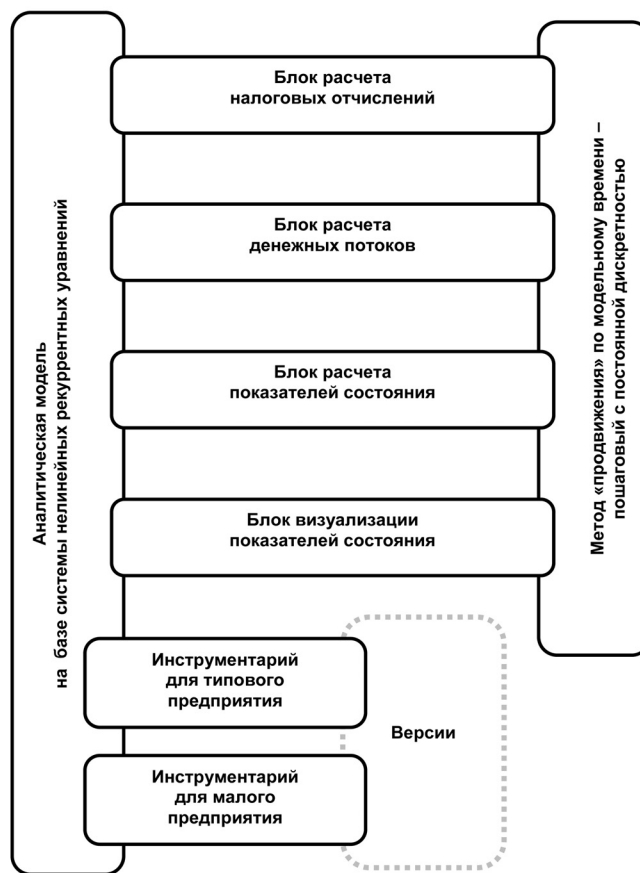 Аналитическая модель
на базе системы нелинейных рекуррентных уравнений
Блок расчета
налоговых отчислений
Блок расчета
денежных потоков
Блок расчета
показателей состояния
Блок визуализации
показателей состояния
Инструментарий
для типового
предприятия
Инструментарий
для малого
предприятия
Версии
Метод «продвижения» по модельному времени –
пошаговый с постоянной дискретностью